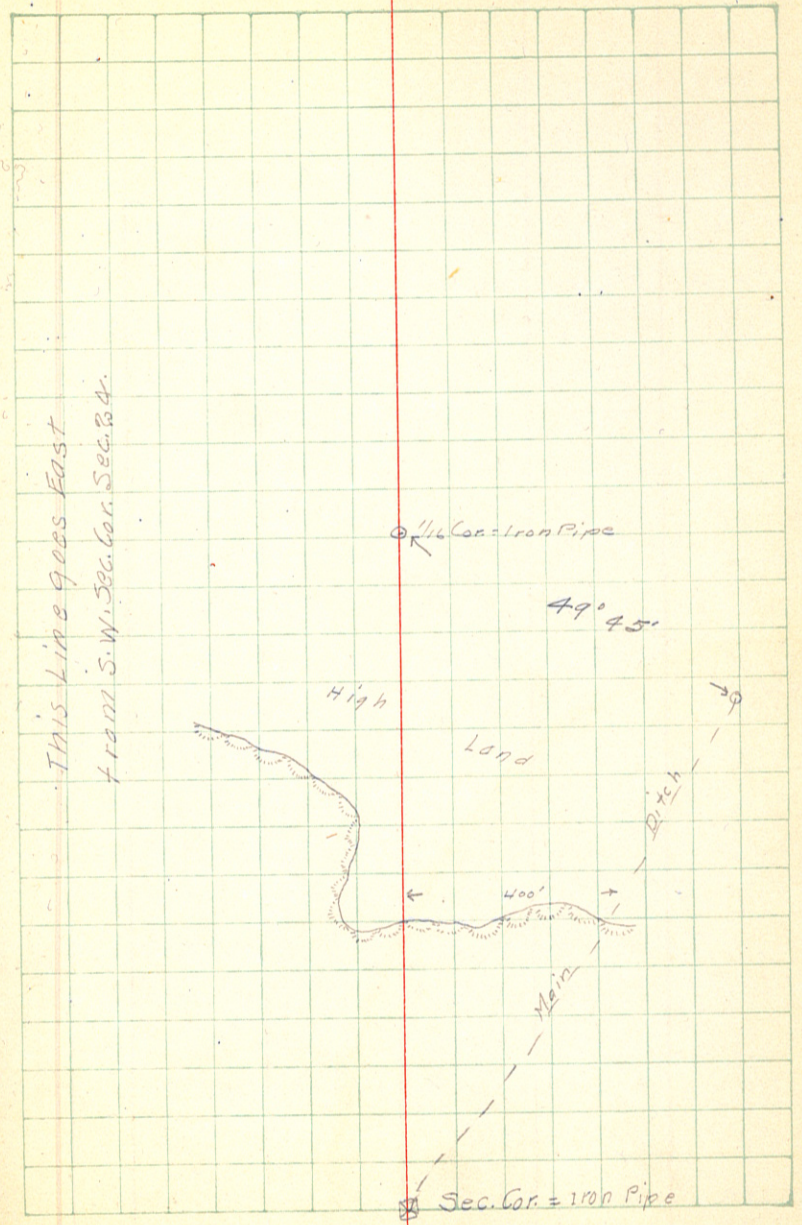 This Line goes East
from S.W. Sec. Cor. Sec. 24.
1/16 Cor. = Iron Pipe
49° 45'
High
Land
Ditch
400'
Main
Sec. Cor. = Iron Pipe